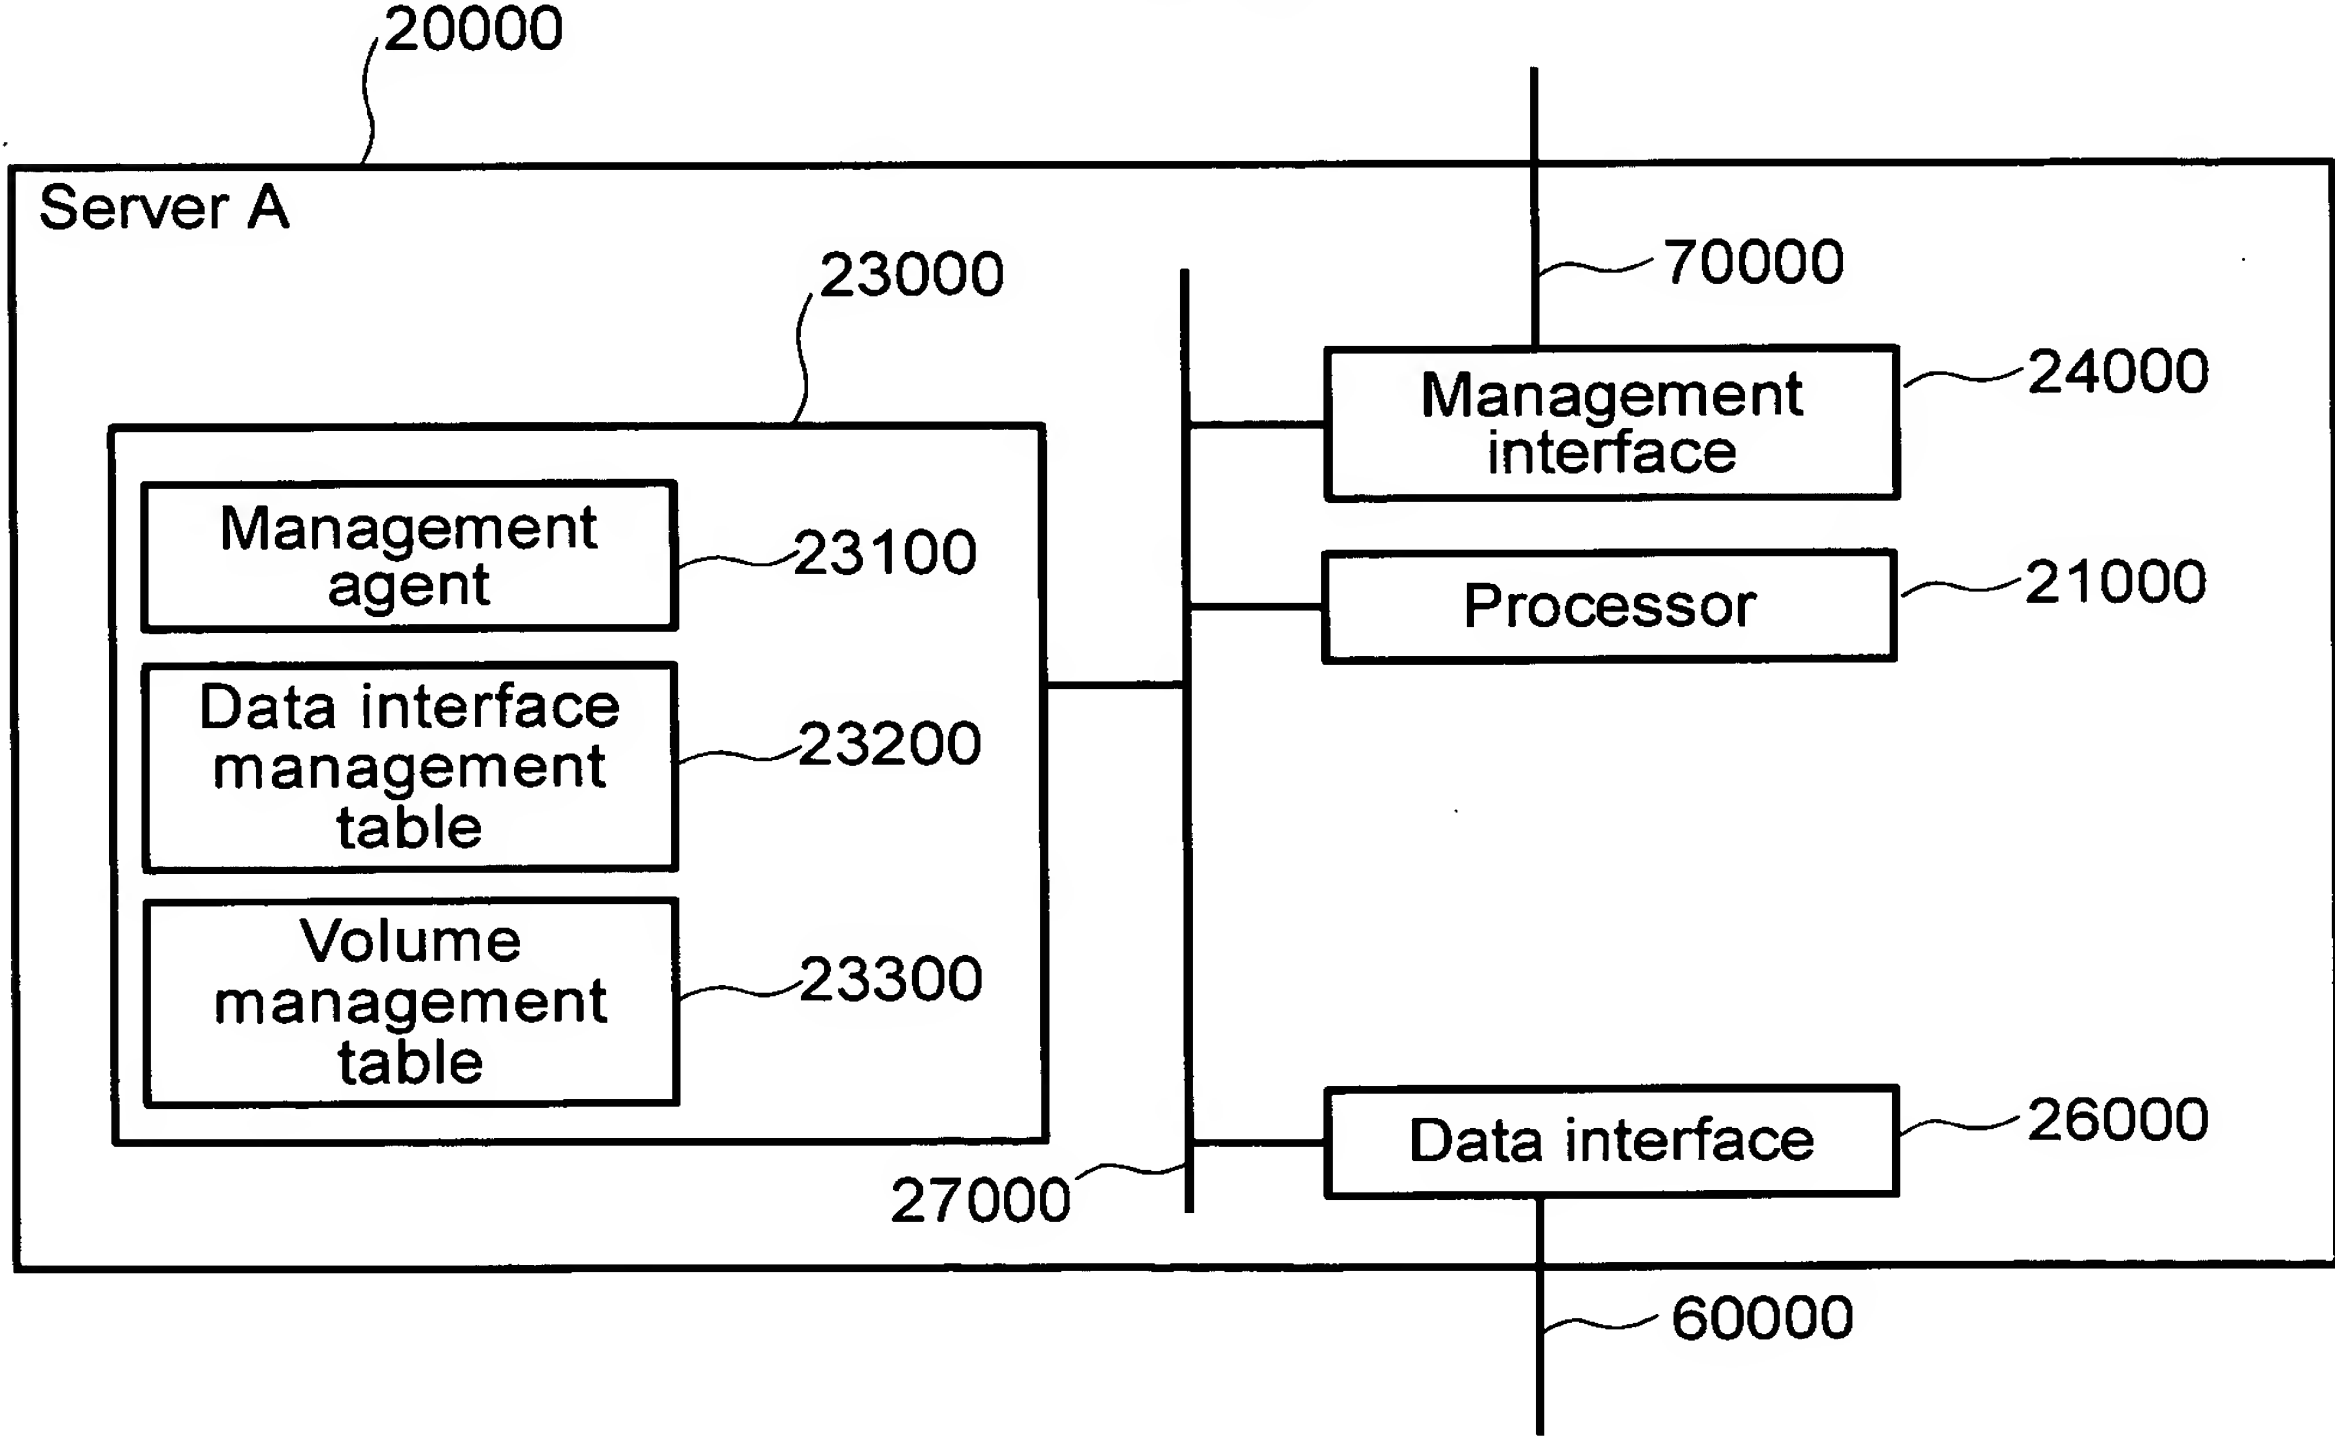 20000
Server A
23000
70000
Management
interface
24000
Management
agent
23100
Processor
21000
Data interface
management
table
23200
Volume
management
table
23300
Data interface
26000
27000
60000